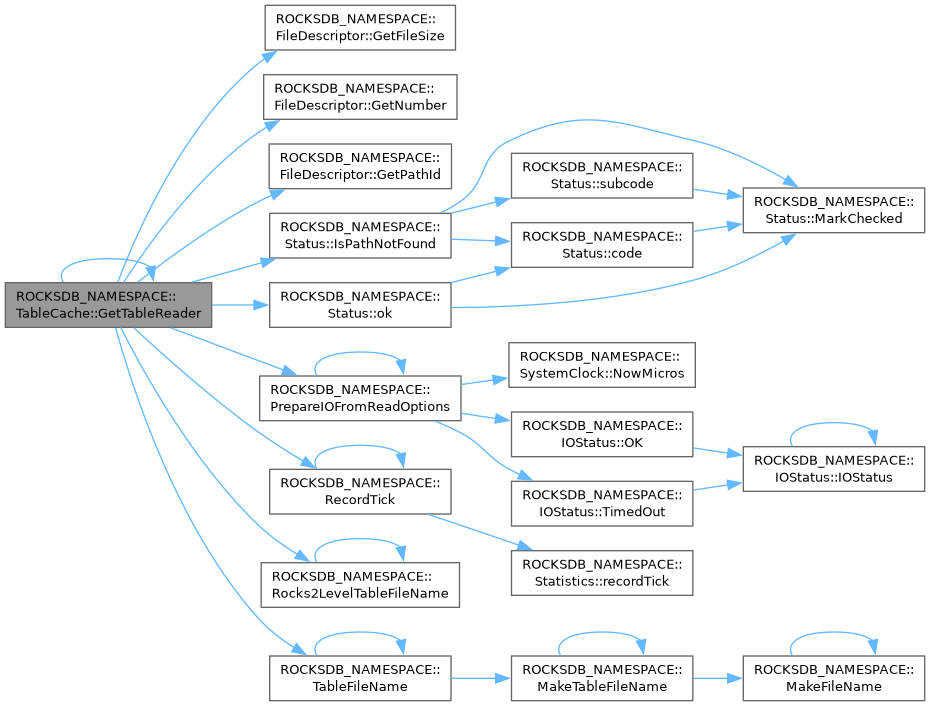 ROCKSDB_NAMESPACE::
FileDescriptor::GetFileSize
ROCKSDB_NAMESPACE::
FileDescriptor::GetNumber
ROCKSDB_NAMESPACE::
FileDescriptor::GetPathId
ROCKSDB_NAMESPACE::
Status::IsPathNotFound
ROCKSDB_NAMESPACE::
Status::subcode
ROCKSDB_NAMESPACE::
Status::MarkChecked
ROCKSDB_NAMESPACE::
Status::code
ROCKSDB_NAMESPACE::
TableCache::GetTableReader
ROCKSDB_NAMESPACE::
Status::ok
ROCKSDB_NAMESPACE::
SystemClock::NowMicros
ROCKSDB_NAMESPACE::
PrepareIOFromReadOptions
ROCKSDB_NAMESPACE::
IOStatus::OK
ROCKSDB_NAMESPACE::
IOStatus::IOStatus
ROCKSDB_NAMESPACE::
RecordTick
ROCKSDB_NAMESPACE::
IOStatus::TimedOut
ROCKSDB_NAMESPACE::
Statistics::recordTick
ROCKSDB_NAMESPACE::
Rocks2LevelTableFileName
ROCKSDB_NAMESPACE::
TableFileName
ROCKSDB_NAMESPACE::
MakeTableFileName
ROCKSDB_NAMESPACE::
MakeFileName